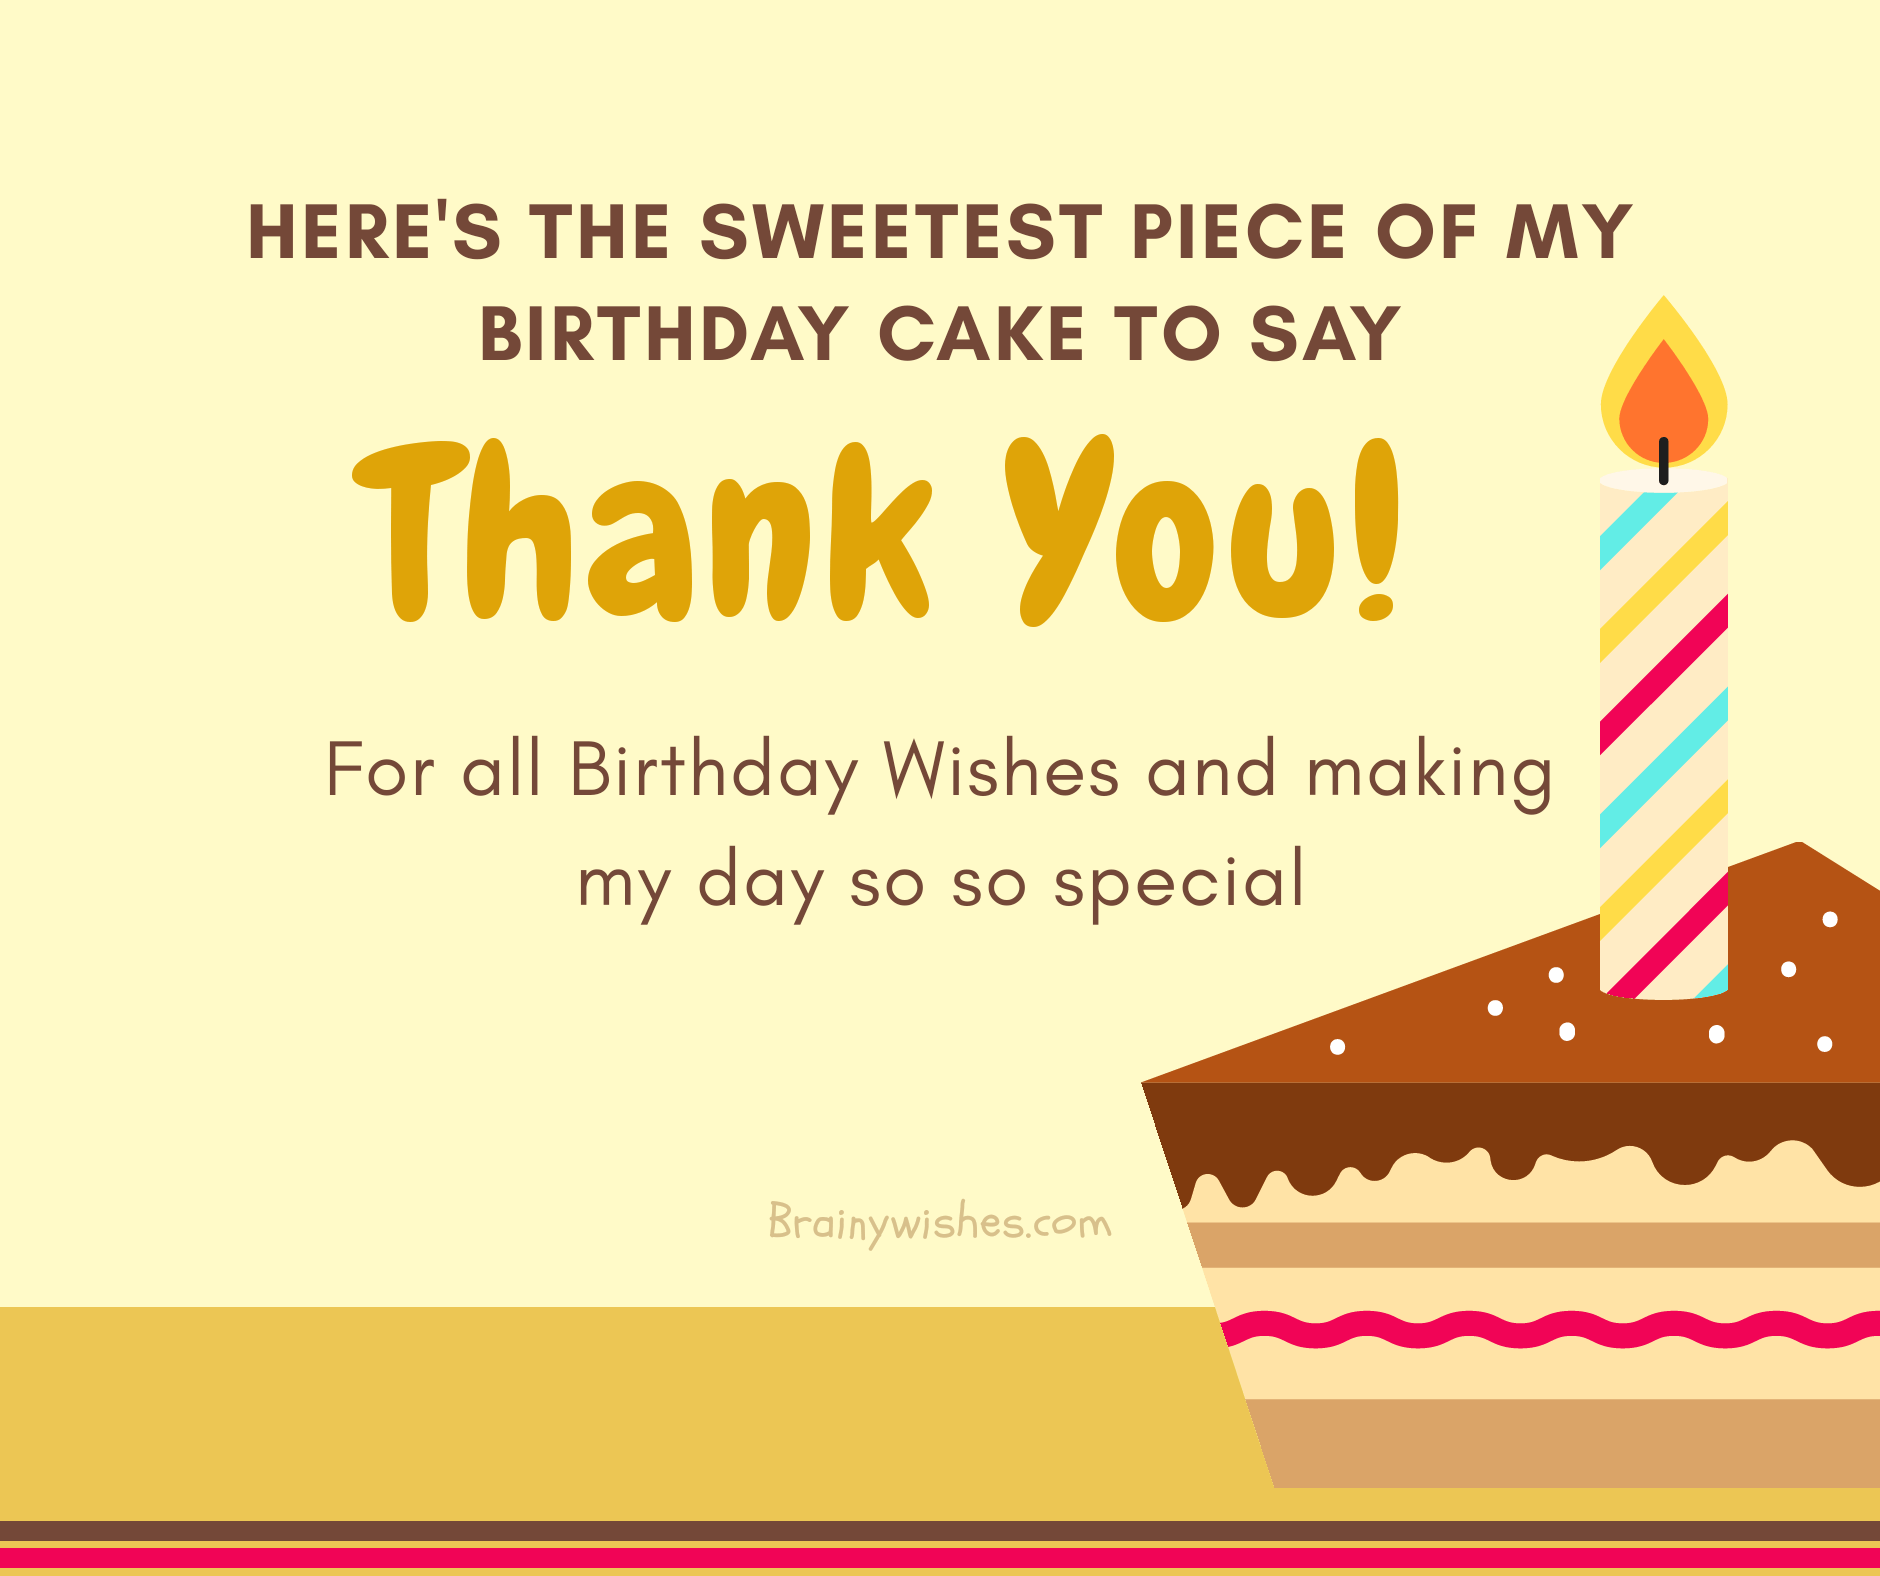 HERE'S THE SWEETEST PIECE OF MY
BIRTHDAY CAKE TO SAY
Thank You!
For all Birthday Wishes and making
my day so so special
Brainywishes.com